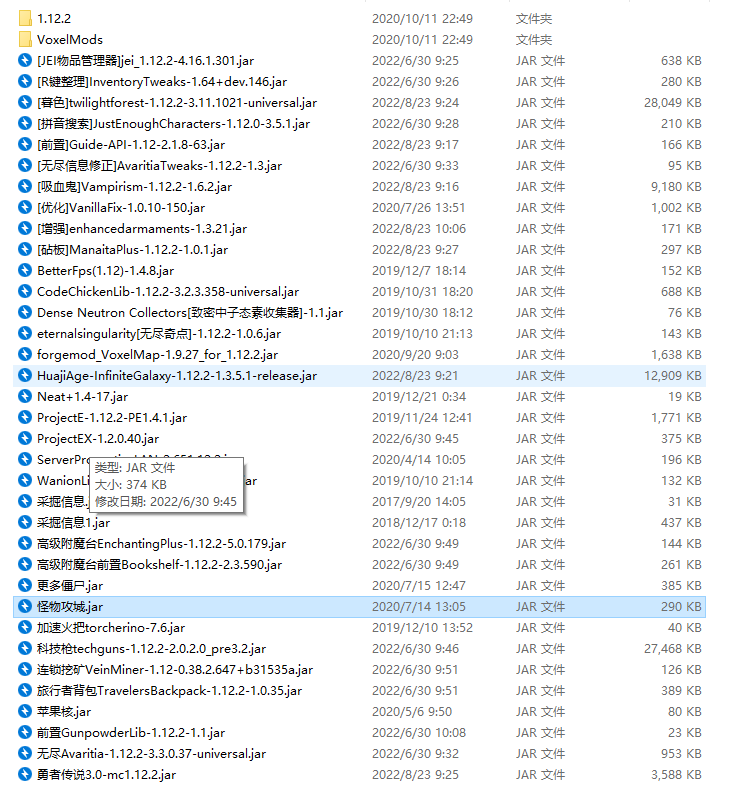 1.12.2 2020/10/11 22:49 文件夹
VoxelMods 2020/10/11 22:49 文件夹
[JEI物品管理器]jei_1.12.2-4.16.1.301.jar 2022/6/30 9:25 JAR 文件 638 KB
[R键整理]InventoryTweaks-1.64+dev.146.jar 2022/6/30 9:26 JAR 文件 280 KB
[暮色]twilightforest-1.12.2-3.11.1021-universal.jar 2022/8/23 9:24 JAR 文件 28,049 KB
[拼音搜索]JustEnoughCharacters-1.12.0-3.5.1.jar 2022/6/30 9:28 JAR 文件 210 KB
[前置]Guide-API-1.12-2.1.8-63.jar 2022/8/23 9:17 JAR 文件 166 KB
[无尽信息修正]AvaritiaTweaks-1.12.2-1.3.jar 2022/6/30 9:33 JAR 文件 95 KB
[吸血鬼]Vampirism-1.12.2-1.6.2.jar 2022/8/23 9:16 JAR 文件 9,180 KB
[优化]VanillaFix-1.0.10-150.jar 2020/7/26 13:51 JAR 文件 1,002 KB
[增强]enhancedarmaments-1.3.21.jar 2022/8/23 10:06 JAR 文件 171 KB
[砧板]ManaitaPlus-1.12.2-1.0.1.jar 2022/8/23 9:27 JAR 文件 297 KB
BetterFps(1.12)-1.4.8.jar 2019/12/7 18:14 JAR 文件 152 KB
CodeChickenLib-1.12.2-3.2.3.358-universal.jar 2019/10/31 18:20 JAR 文件 688 KB
Dense Neutron Collectors[致密中子态素收集器]-1.1.jar 2019/10/30 18:12 JAR 文件 76 KB
eternalsingularity[无尽奇点]-1.12.2-1.0.6.jar 2019/10/10 21:13 JAR 文件 143 KB
forgemod_VoxelMap-1.9.27_for_1.12.2.jar 2020/9/20 9:03 JAR 文件 1,638 KB
HuajiAge-InfiniteGalaxy-1.12.2-1.3.5.1-release.jar 2022/8/23 9:21 JAR 文件 12,909 KB
Neat+1.4-17.jar 2019/12/21 0:34 JAR 文件 19 KB
ProjectE-1.12.2-PE1.4.1.jar 2019/11/24 12:41 JAR 文件 1,771 KB
ProjectEX-1.2.0.40.jar 2022/6/30 9:45 JAR 文件 375 KB
2020/4/14 10:05 JAR 文件 196 KB
类型: JAR 文件
2019/10/10 21:14 JAR 文件 132 KB
大小: 374 KB
采掘信息 2017/9/20 14:05 JAR 文件 31 KB
修改日期: 2022/6/30 9:45
采掘信息1.jar 2018/12/17 0:18 JAR 文件 437 KB
高级附魔台EnchantingPlus-1.12.2-5.0.179.jar 2022/6/30 9:49 JAR 文件 144 KB
高级附魔台前置Bookshelf-1.12.2-2.3.590.jar 2022/6/30 9:49 JAR 文件 261 KB
更多僵尸.jar 2020/7/15 12:47 JAR 文件 385 KB
怪物攻城.jar 2020/7/14 13:05 JAR 文件 290 KB
加速火把torcherino-7.6.jar 2019/12/10 13:52 JAR 文件 40 KB
科技枪techguns-1.12.2-2.0.2.0_pre3.2.jar 2022/6/30 9:46 JAR 文件 27,468 KB
连锁挖矿VeinMiner-1.12-0.38.2.647+b31535a.jar 2022/6/30 9:51 JAR 文件 126 KB
旅行者背包TravelersBackpack-1.12.2-1.0.35.jar 2022/6/30 9:51 JAR 文件 389 KB
苹果核.jar 2020/5/6 9:50 JAR 文件 80 KB
前置GunpowderLib-1.12.2-1.1.jar 2022/6/30 10:08 JAR 文件 23 KB
无尽Avaritia-1.12.2-3.3.0.37-universal.jar 2022/6/30 9:32 JAR 文件 953 KB
勇者传说3.0-mc1.12.2.jar 2022/8/23 9:25 JAR 文件 3,588 KB